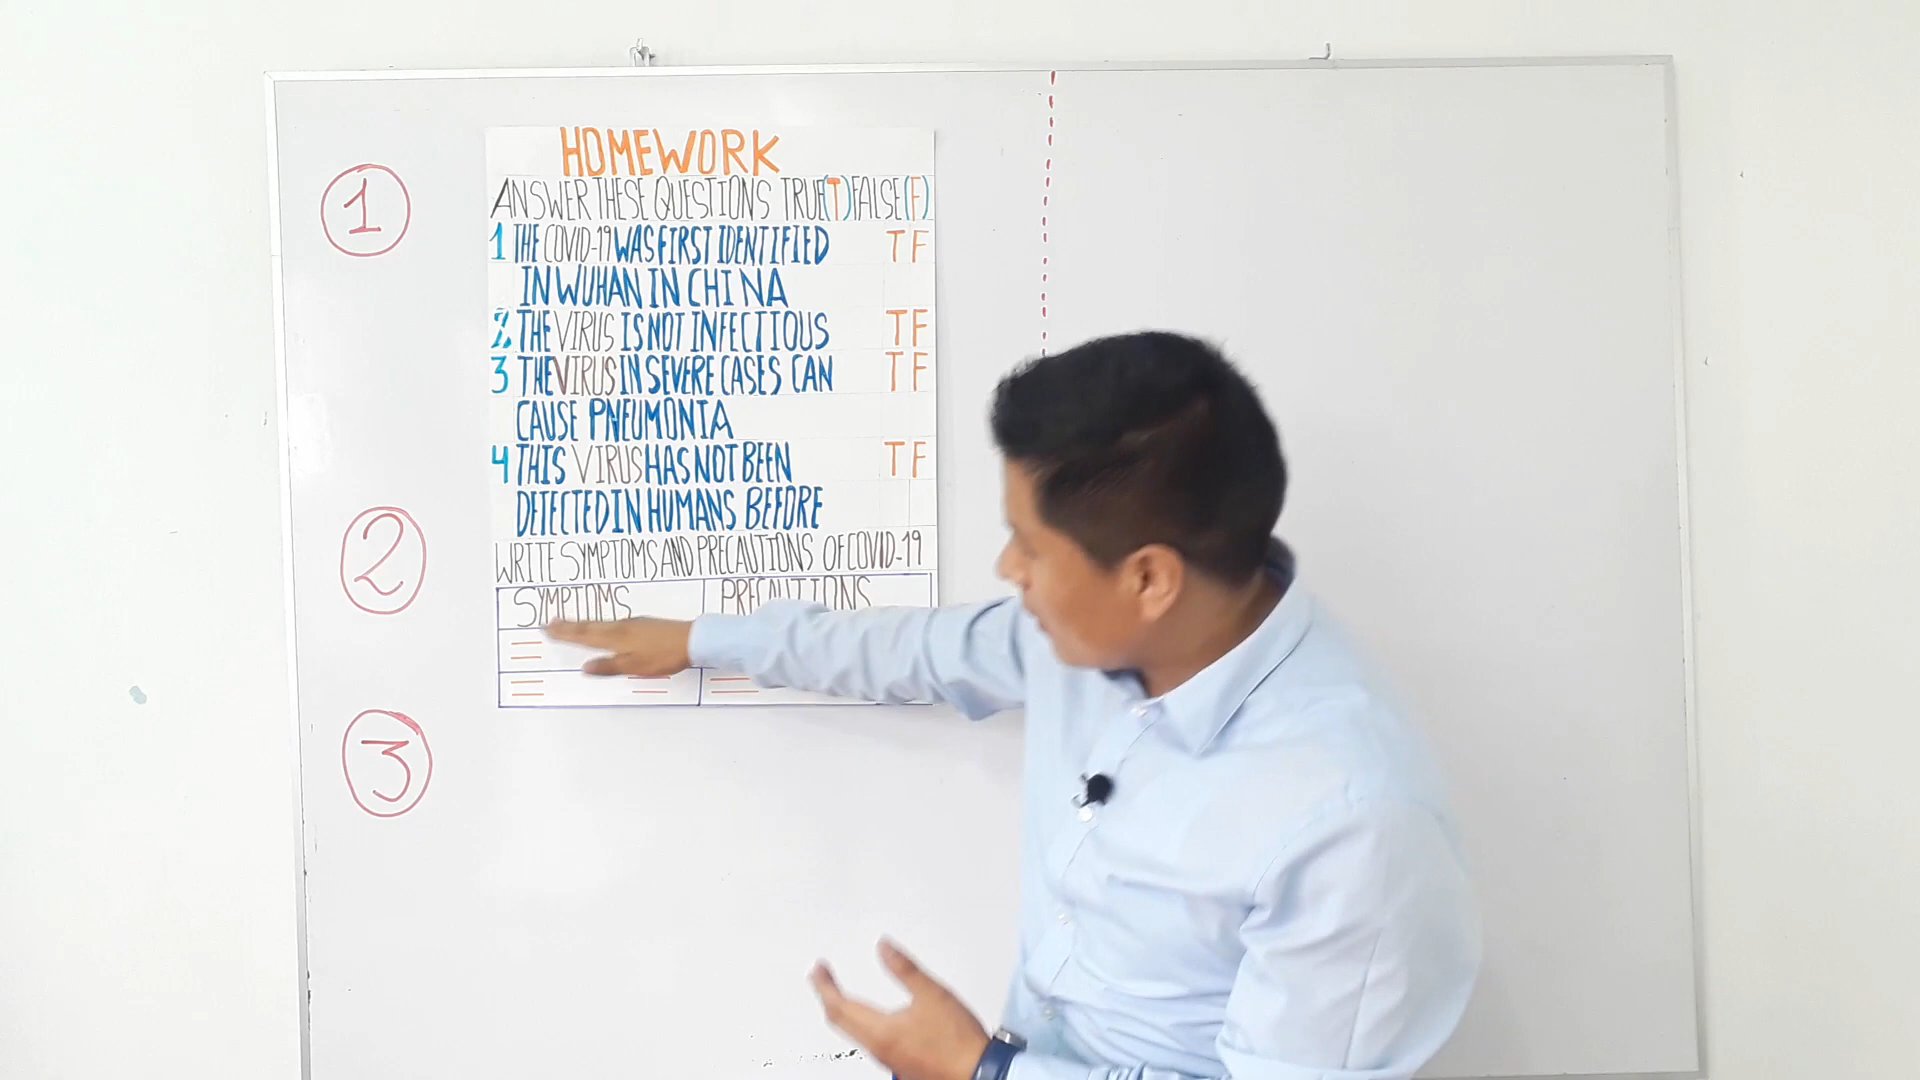 HOMEWORK
ANSWER THESE QUESTIONS TRUE(T) FALSE(F)
1 THE COVID-19 WAS FIRST IDENTIFIED T F
IN WUHAN IN CHINA
2 THE VIRUS IS NOT INFECTIOUS T F
3 THE VIRUS IN SEVERE CASES CAN T F
CAUSE PNEUMONIA
4 THIS VIRUS HAS NOT BEEN T F
DETECTED IN HUMANS BEFORE
WRITE SYMPTOMS AND PRECAUTIONS OF COVID-19
SYMPTOMS PRECAUTIONS
1
2
3